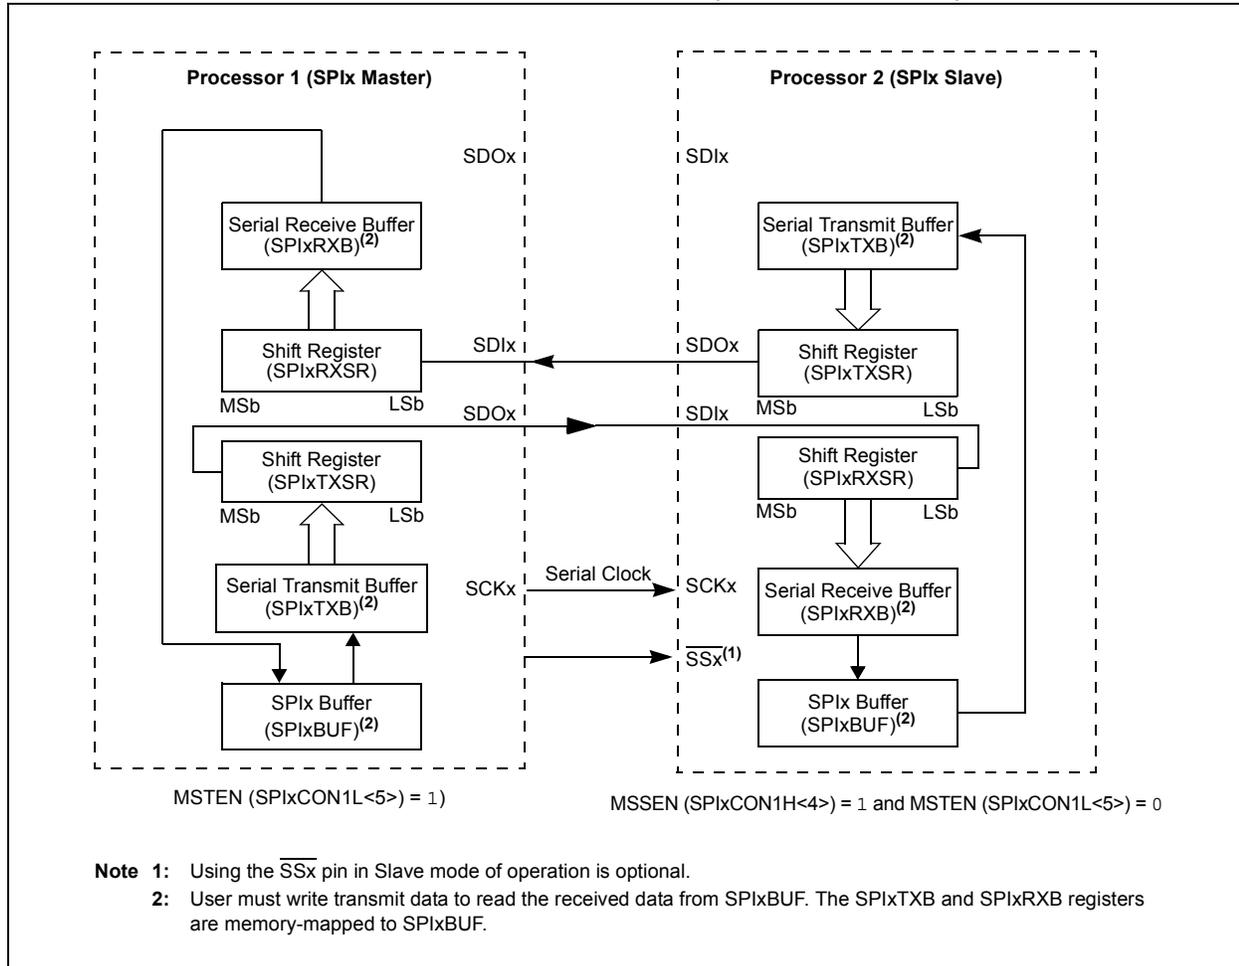 Processor 1 (SPIx Master)
SDOx
Serial Receive Buffer
(SPIxRXB)(2)
Shift Register
(SPIxRXSR)
MSb
LSb
SDIx
SDOx
Shift Register
(SPIxTXSR)
MSb
LSb
Serial Transmit Buffer
(SPIxTXB)(2)
SCKx
SPIx Buffer
(SPIxBUF)(2)
MSTEN (SPIxCON1L<5>) = 1)
Serial Clock
Processor 2 (SPIx Slave)
SDIx
Serial Transmit Buffer
(SPIxTXB)(2)
SDOx
Shift Register
(SPIxTXSR)
MSb
LSb
SDIx
Shift Register
(SPIxRXSR)
MSb
LSb
SCKx
Serial Receive Buffer
(SPIxRXB)(2)
SSx(1)
SPIx Buffer
(SPIxBUF)(2)
MSSEN (SPIxCON1H<4>) = 1 and MSTEN (SPIxCON1L<5>) = 0
Note 1: Using the SSx pin in Slave mode of operation is optional.
2: User must write transmit data to read the received data from SPIxBUF. The SPIxTXB and SPIxRXB registers
are memory-mapped to SPIxBUF.